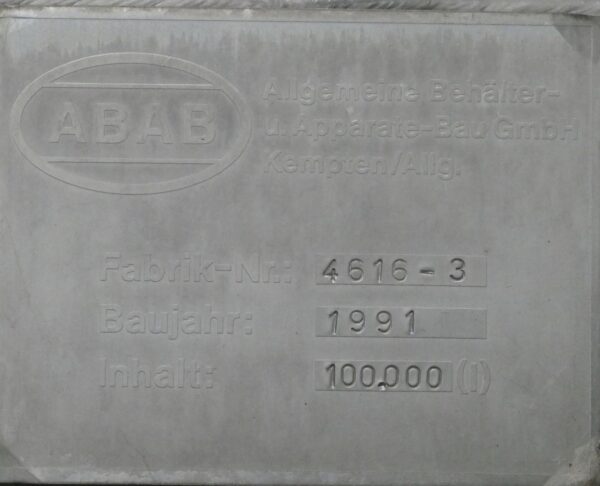 ABAB
Allgemeine Behälter-
u. Apparate-Bau GmbH
Kempten/Allg.
Fabrik-Nr.: 4616-3
Baujahr: 1991
Inhalt: 100.000 (l)